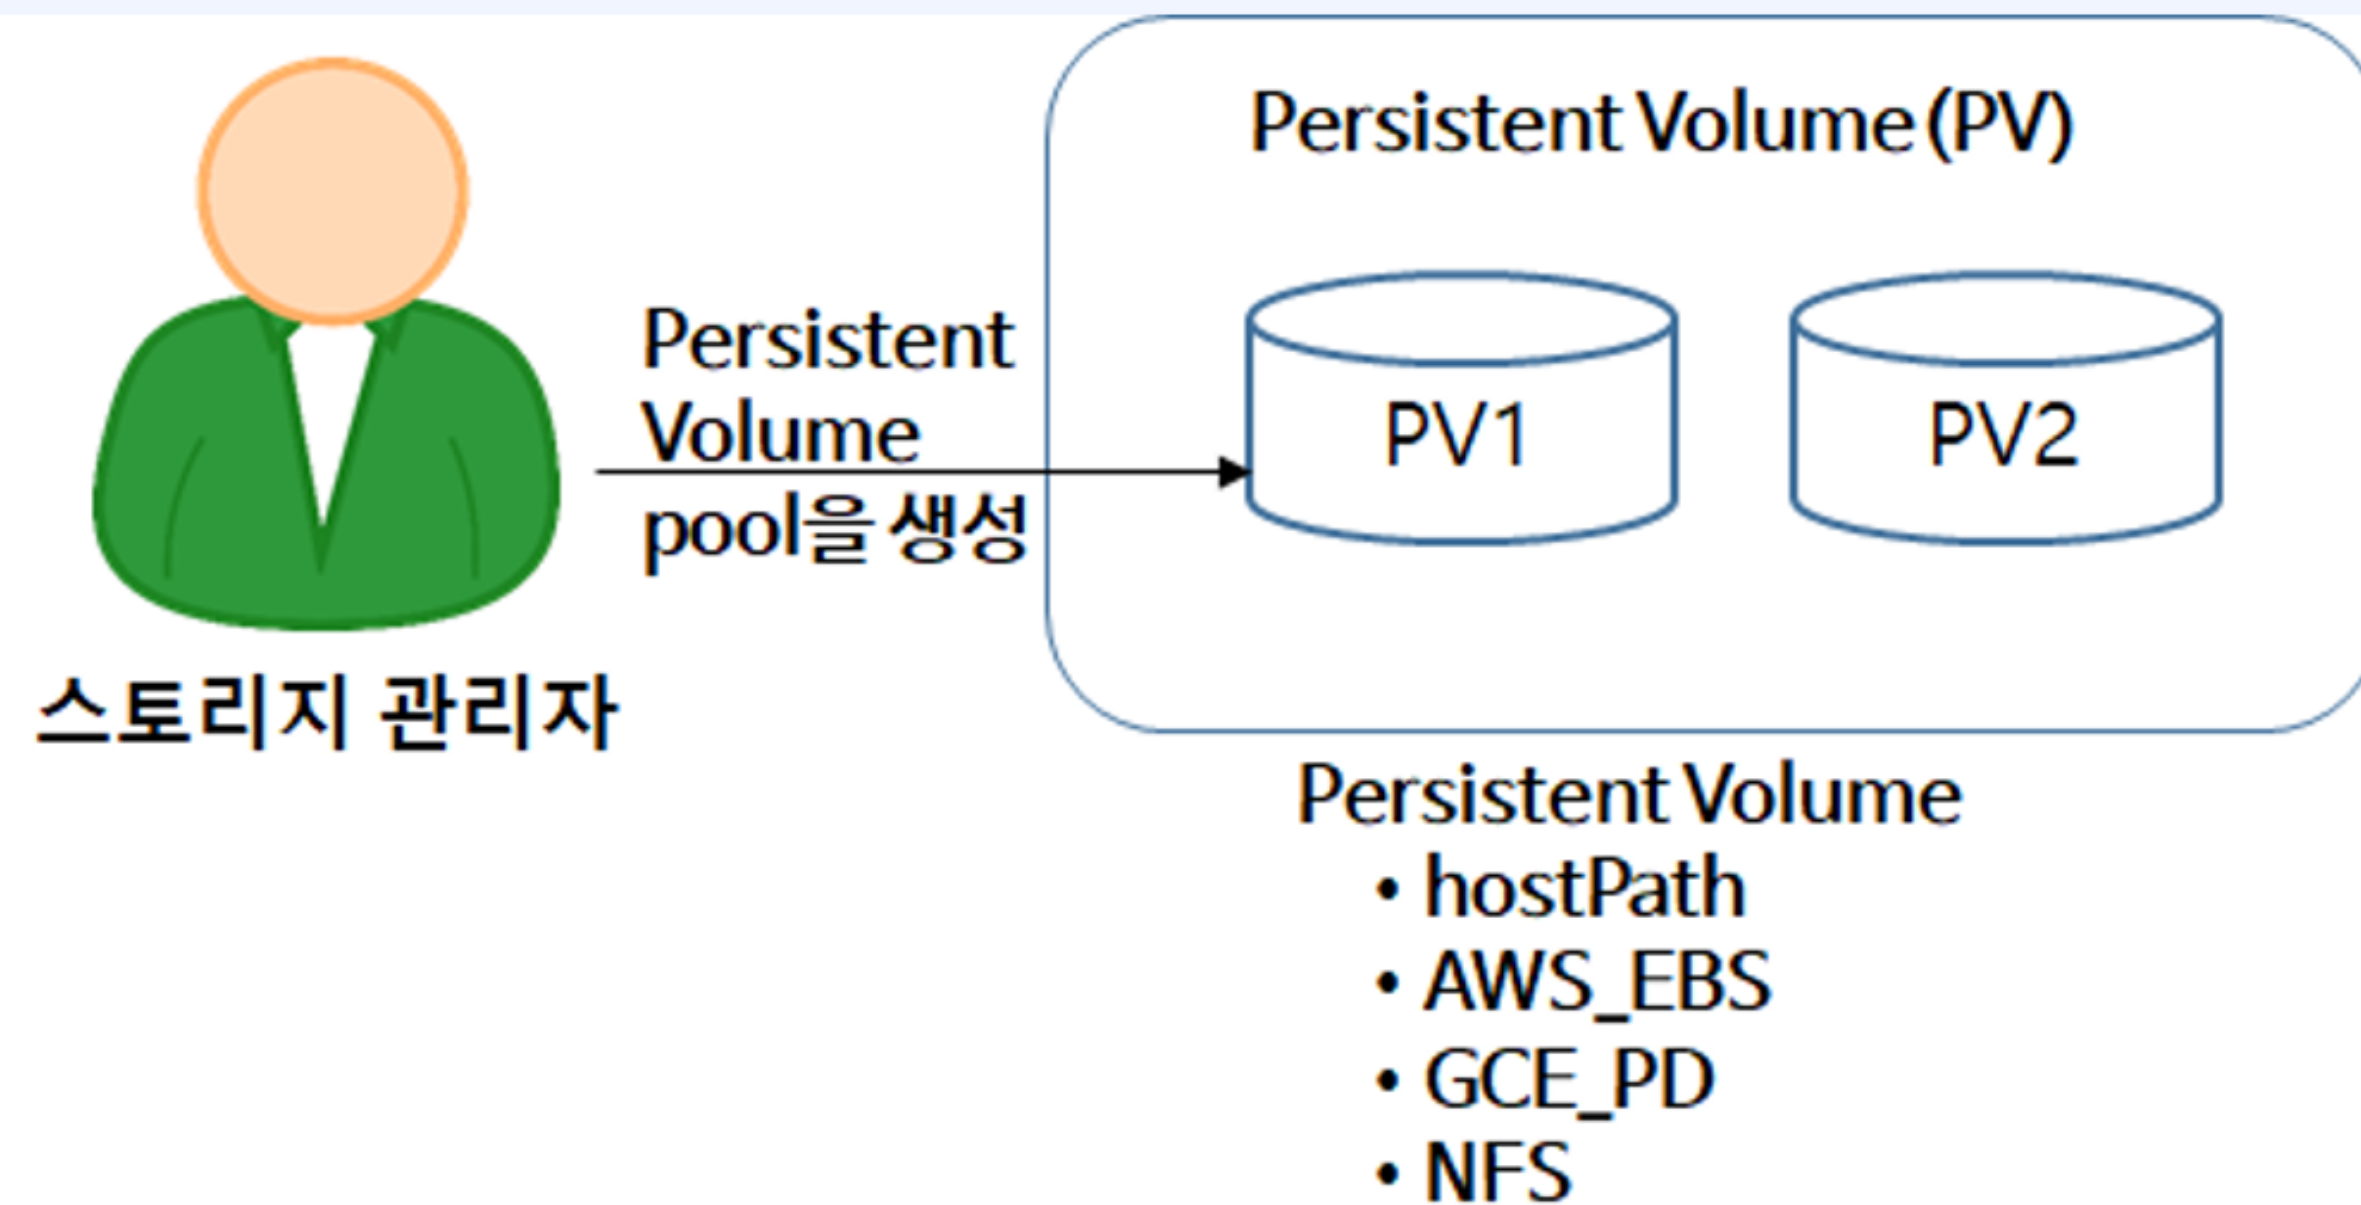 Persistent Volume (PV)
Persistent
Volume
pool을 생성
PV1
PV2
스토리지 관리자
Persistent Volume
• hostPath
• AWS_EBS
• GCE_PD
• NFS